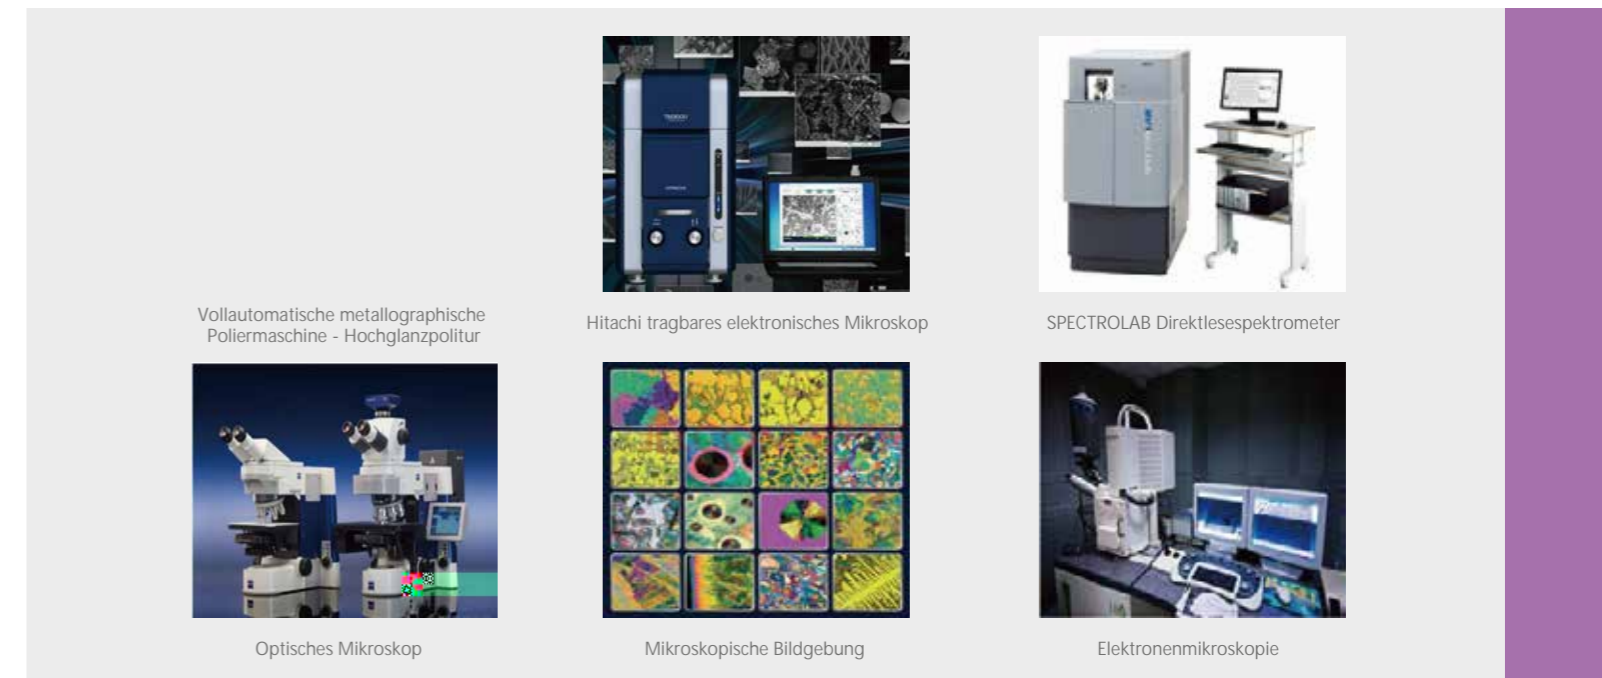 Vollautomatische metallographische
Poliermaschine - Hochglanzpolitur
Hitachi tragbares elektronisches Mikroskop
SPECTROLAB Direktlesespektrometer
Optisches Mikroskop
Mikroskopische Bildgebung
Elektronenmikroskopie